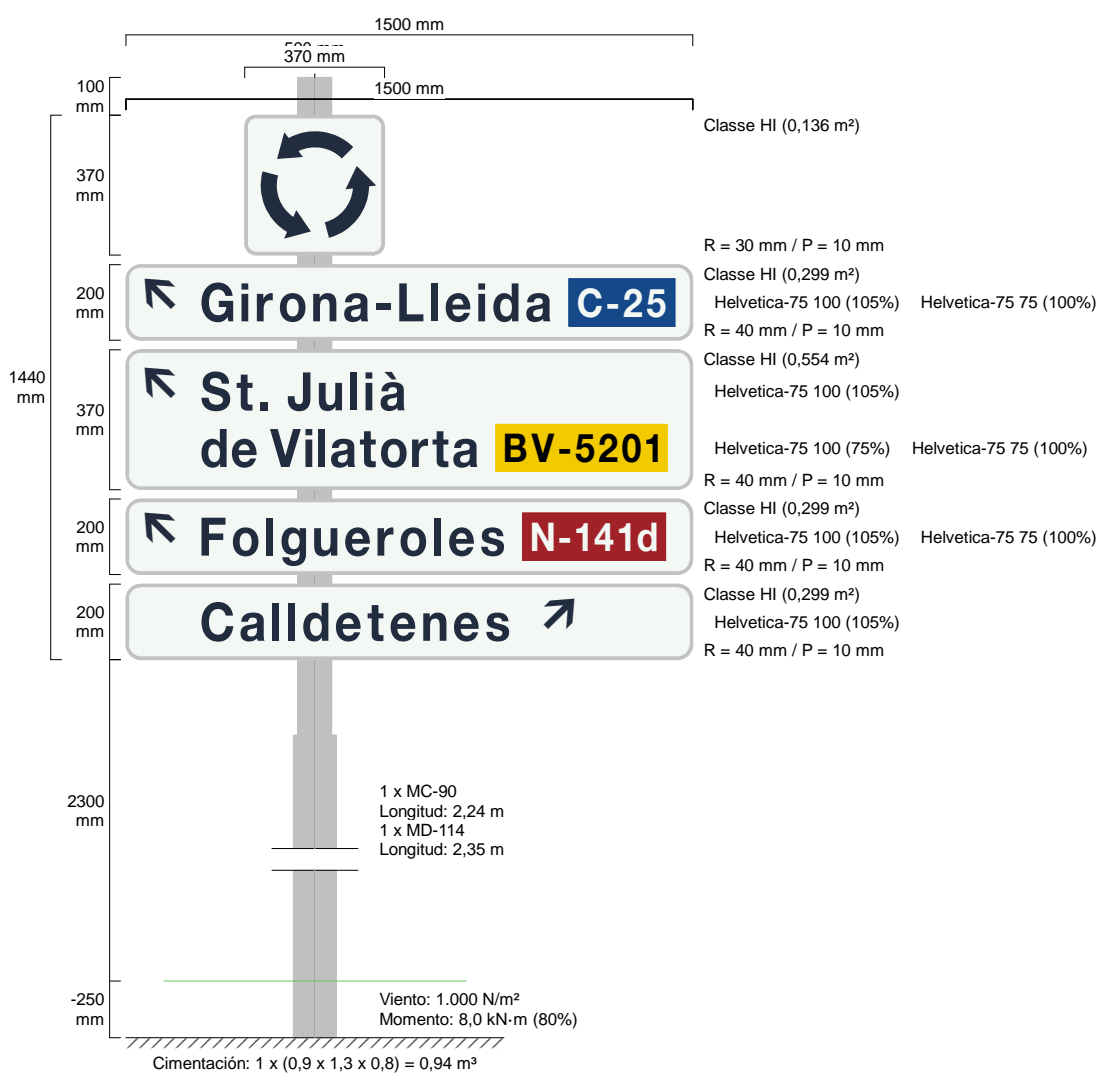 1500 mm
370 mm
1500 mm
100
mm
Classe HI (0,136 m²)
370
mm
R = 30 mm / P = 10 mm
200
mm
Girona-Lleida C-25
Classe HI (0,299 m²)
Helvetica-75 100 (105%) Helvetica-75 75 (100%)
R = 40 mm / P = 10 mm
1440
mm
370
mm
St. Julià
de Vilatorta BV-5201
Classe HI (0,554 m²)
Helvetica-75 100 (105%)
Helvetica-75 100 (75%) Helvetica-75 75 (100%)
R = 40 mm / P = 10 mm
200
mm
Folgueroles N-141d
Classe HI (0,299 m²)
Helvetica-75 100 (105%) Helvetica-75 75 (100%)
R = 40 mm / P = 10 mm
200
mm
Calldetenes
Classe HI (0,299 m²)
Helvetica-75 100 (105%)
R = 40 mm / P = 10 mm
2300
mm
1 x MC-90
Longitud: 2,24 m
1 x MD-114
Longitud: 2,35 m
-250
mm
Viento: 1.000 N/m²
Momento: 8,0 kN·m (80%)
Cimentación: 1 x (0,9 x 1,3 x 0,8) = 0,94 m³